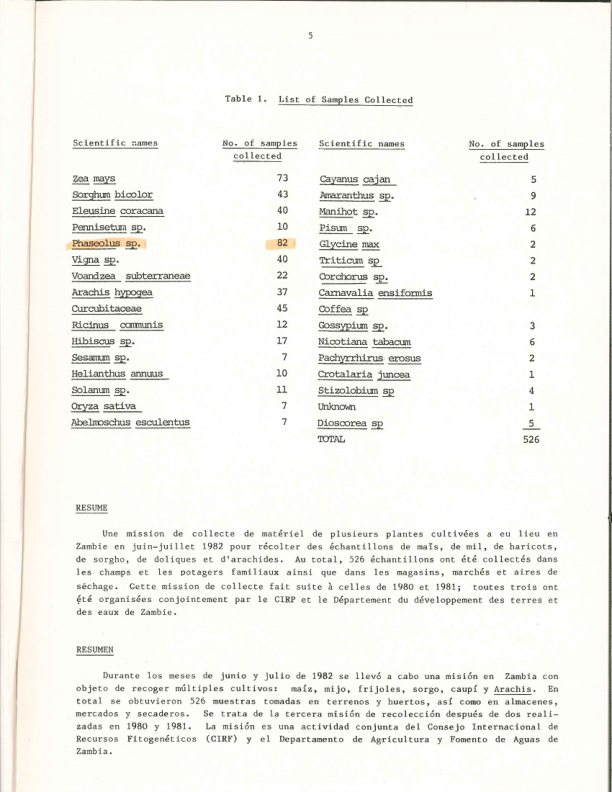 5
Table 1. List of Samples Collected
Scientific names No. of samples collected Scientific names No. of samples collected
Zea mays 73 Cayanus cajan 5
Sorghum bicolor 43 Amaranthus sp. 9
Eleusine coracana 40 Manihot sp. 12
Pennisetum sp. 10 Pisum sp. 6
Phaseolus sp. 82 Glycine max 2
Vigna sp. 40 Triticum sp 2
Voandzea subterraneae 22 Corchorus sp. 2
Arachis hypogea 37 Carnavalia ensiformis 1
Curcubitaceae 45 Coffea sp
Ricinus communis 12 Gossypium sp. 3
Hibiscus sp. 17 Nicotiana tabacum 6
Sesamum sp. 7 Pachyrrhirus erosus 2
Helianthus annuus 10 Crotalaria juncea 1
Solanum sp. 11 Stizolobium sp 4
Oryza sativa 7 Unknown 1
Abelmoschus esculentus 7 Dioscorea sp 5
TOTAL 526
RESUME
Une mission de collecte de matériel de plusieurs plantes cultivées a eu lieu en
Zambie en juin-juillet 1982 pour récolter des échantillons de maïs, de mil, de haricots,
de sorgho, de doliques et d'arachides. Au total, 526 échantillons ont été collectés dans
les champs et les potagers familiaux ainsi que dans les magasins, marchés et aires de
séchage. Cette mission de collecte fait suite à celles de 1980 et 1981; toutes trois ont
été organisées conjointement par le CIRP et le Département du développement des terres et
des eaux de Zambie.
RESUMEN
Durante los meses de junio y julio de 1982 se llevó a cabo una misión en Zambia con
objeto de recoger múltiples cultivos: maíz, mijo, frijoles, sorgo, caupí y Arachis. En
total se obtuvieron 526 muestras tomadas en terrenos y huertos, así como en almacenes,
mercados y secaderos. Se trata de la tercera misión de recolección después de dos reali-
zadas en 1980 y 1981. La misión es una actividad conjunta del Consejo Internacional de
Recursos Fitogenéticos (CIRF) y el Departamento de Agricultura y Fomento de Aguas de
Zambia.